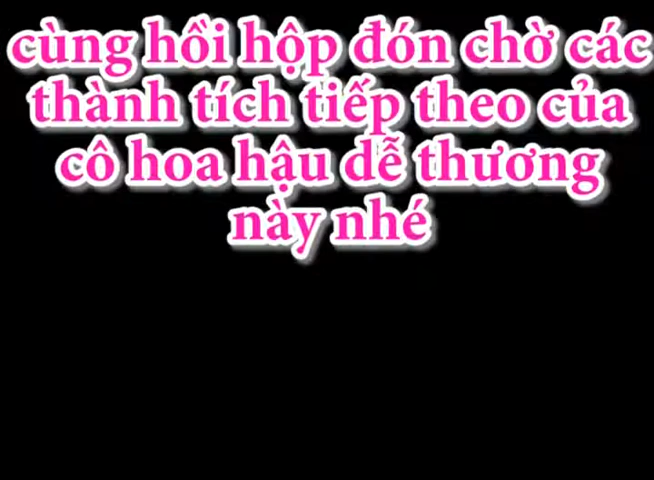 cùng hồi hộp đón chờ các
thành tích tiếp theo của
cô hoa hậu dễ thương
này nhé